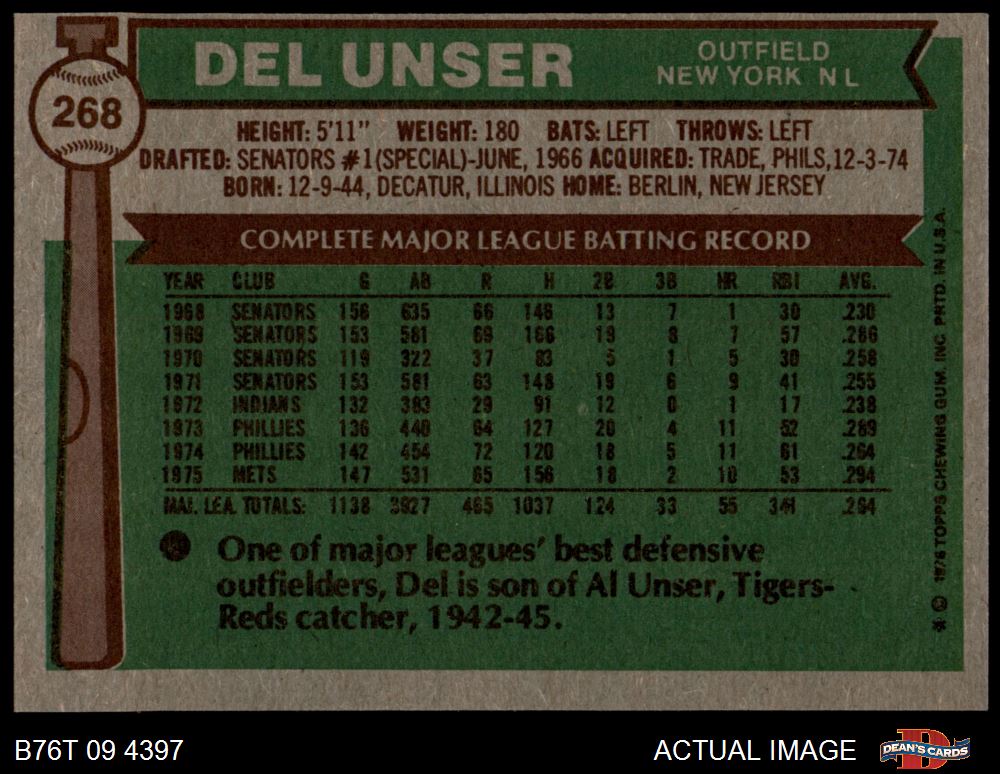 268
DEL UNSER
OUTFIELD
NEW YORK N L
HEIGHT: 5'11" WEIGHT: 180 BATS: LEFT THROWS: LEFT
DRAFTED: SENATORS #1(SPECIAL)-JUNE, 1966 ACQUIRED: TRADE, PHILS,12-3-74
BORN: 12-9-44, DECATUR, ILLINOIS HOME: BERLIN, NEW JERSEY
COMPLETE MAJOR LEAGUE BATTING RECORD
YEAR CLUB G AB R H 2B 3B HR RBI AVG.
1968 SENATORS 156 635 66 146 13 7 1 30 .230
1969 SENATORS 153 581 69 166 19 8 7 57 .286
1970 SENATORS 119 322 37 83 5 1 5 30 .258
1971 SENATORS 153 581 63 148 19 6 9 41 .255
1972 INDIANS 132 383 29 91 12 0 1 17 .238
1973 PHILLIES 136 440 64 127 20 4 11 52 .289
1974 PHILLIES 142 454 72 120 18 5 11 61 .264
1975 METS 147 531 65 156 18 2 10 53 .294
MAJ. LEA. TOTALS: 1138 3927 465 1037 124 33 55 341 .264
One of major leagues' best defensive
outfielders, Del is son of Al Unser, Tigers-
Reds catcher, 1942-45.
* © 1976 TOPPS CHEWING GUM, INC PRTD. IN U.S.A.
B76T 09 4397
ACTUAL IMAGE
DEAN'S CARDS